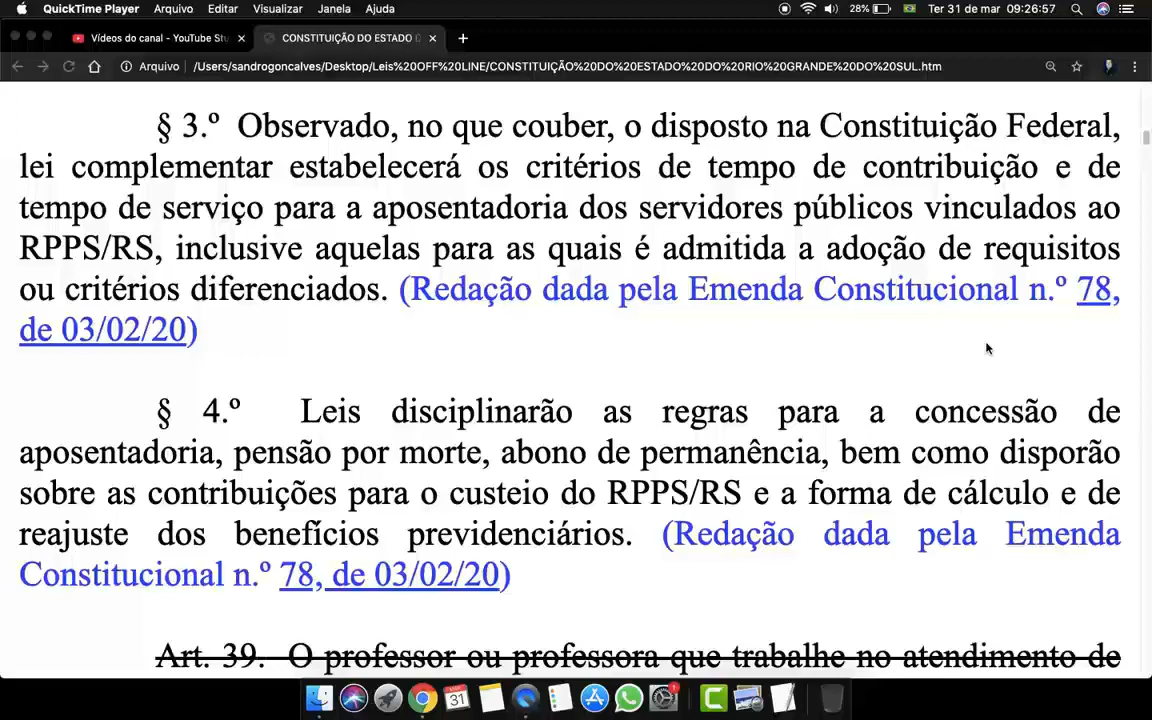 QuickTime Player Arquivo Editar Visualizar Janela Ajuda 28% Ter 31 de mar 09:26:57
Vídeos do canal - YouTube Stu CONSTITUIÇÃO DO ESTADO
Arquivo /Users/sandrogoncalves/Desktop/Leis%20OFF%20LINE/CONSTITUIÇÃO%20DO%20ESTADO%20DO%20RIO%20GRANDE%20DO%20SUL.htm
§ 3.º Observado, no que couber, o disposto na Constituição Federal,
lei complementar estabelecerá os critérios de tempo de contribuição e de
tempo de serviço para a aposentadoria dos servidores públicos vinculados ao
RPPS/RS, inclusive aquelas para as quais é admitida a adoção de requisitos
ou critérios diferenciados. (Redação dada pela Emenda Constitucional n.º 78,
de 03/02/20)
§ 4.º Leis disciplinarão as regras para a concessão de
aposentadoria, pensão por morte, abono de permanência, bem como disporão
sobre as contribuições para o custeio do RPPS/RS e a forma de cálculo e de
reajuste dos benefícios previdenciários. (Redação dada pela Emenda
Constitucional n.º 78, de 03/02/20)
Art. 39. O professor ou professora que trabalhe no atendimento de
31
1